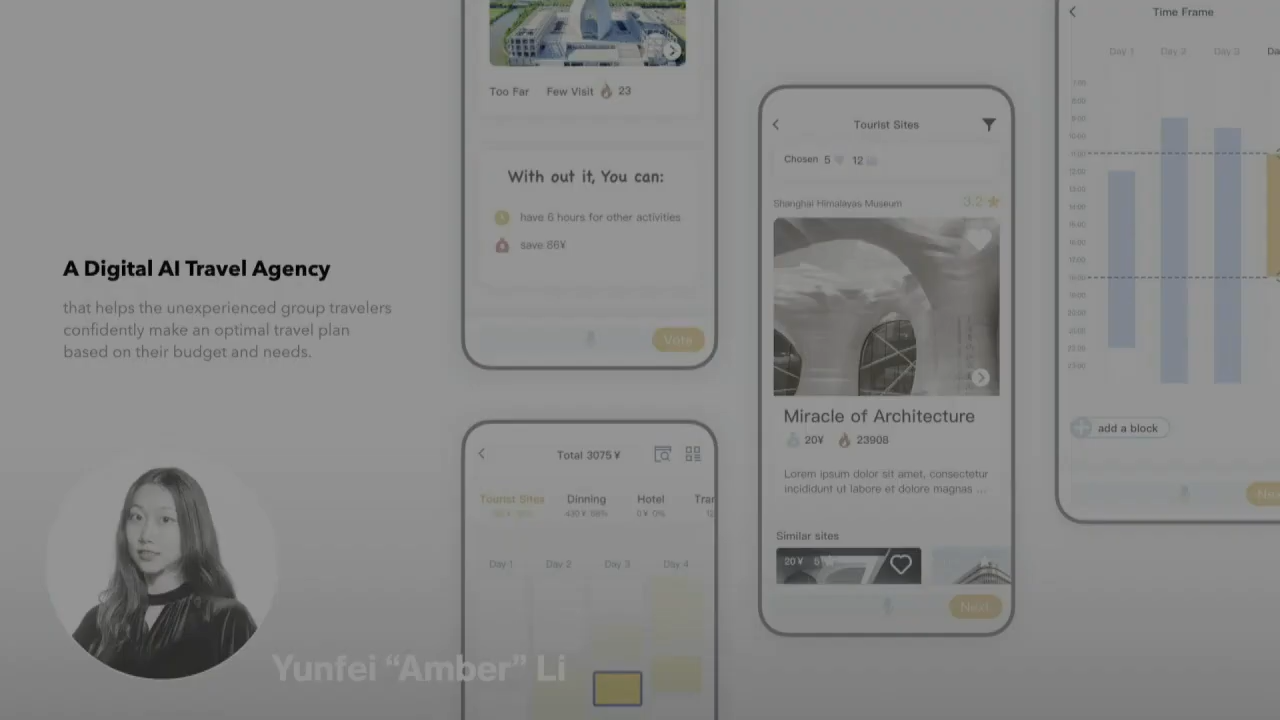 A Digital AI Travel Agency
that helps the unexperienced group travelers
confidently make an optimal travel plan
based on their budget and needs.
Yunfei “Amber” Li
Too Far Few Visit 23
With out it, You can:
have 6 hours for other activities
save 86¥
Vote
Total 3075 ¥
Tourist Sites Dinning Hotel Tran
430 ¥ 0 ¥ 0%
Day 1 Day 2 Day 3 Day 4
Tourist Sites
Chosen 5 12
Shanghai Himalayas Museum 3.2
Miracle of Architecture
20¥ 23908
Lorem ipsum dolor sit amet, consectetur
incididunt ut labore et dolore magnas ...
Similar sites
20 ¥
Next
Time Frame
Day 1 Day 2 Day 3 Da
add a block
Ne